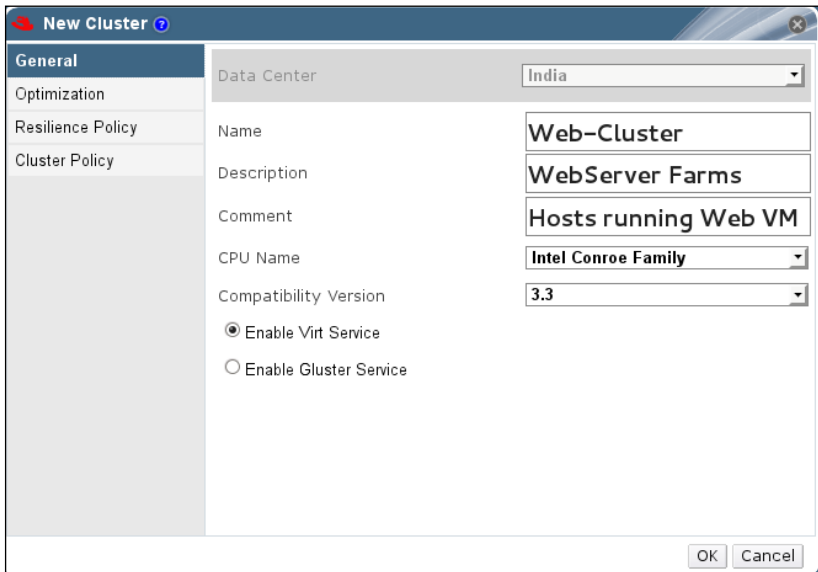 New Cluster ?
General
Optimization
Resilience Policy
Cluster Policy
Data Center India
Name Web-Cluster
Description WebServer Farms
Comment Hosts running Web VM
CPU Name Intel Conroe Family
Compatibility Version 3.3
Enable Virt Service
Enable Gluster Service
OK Cancel